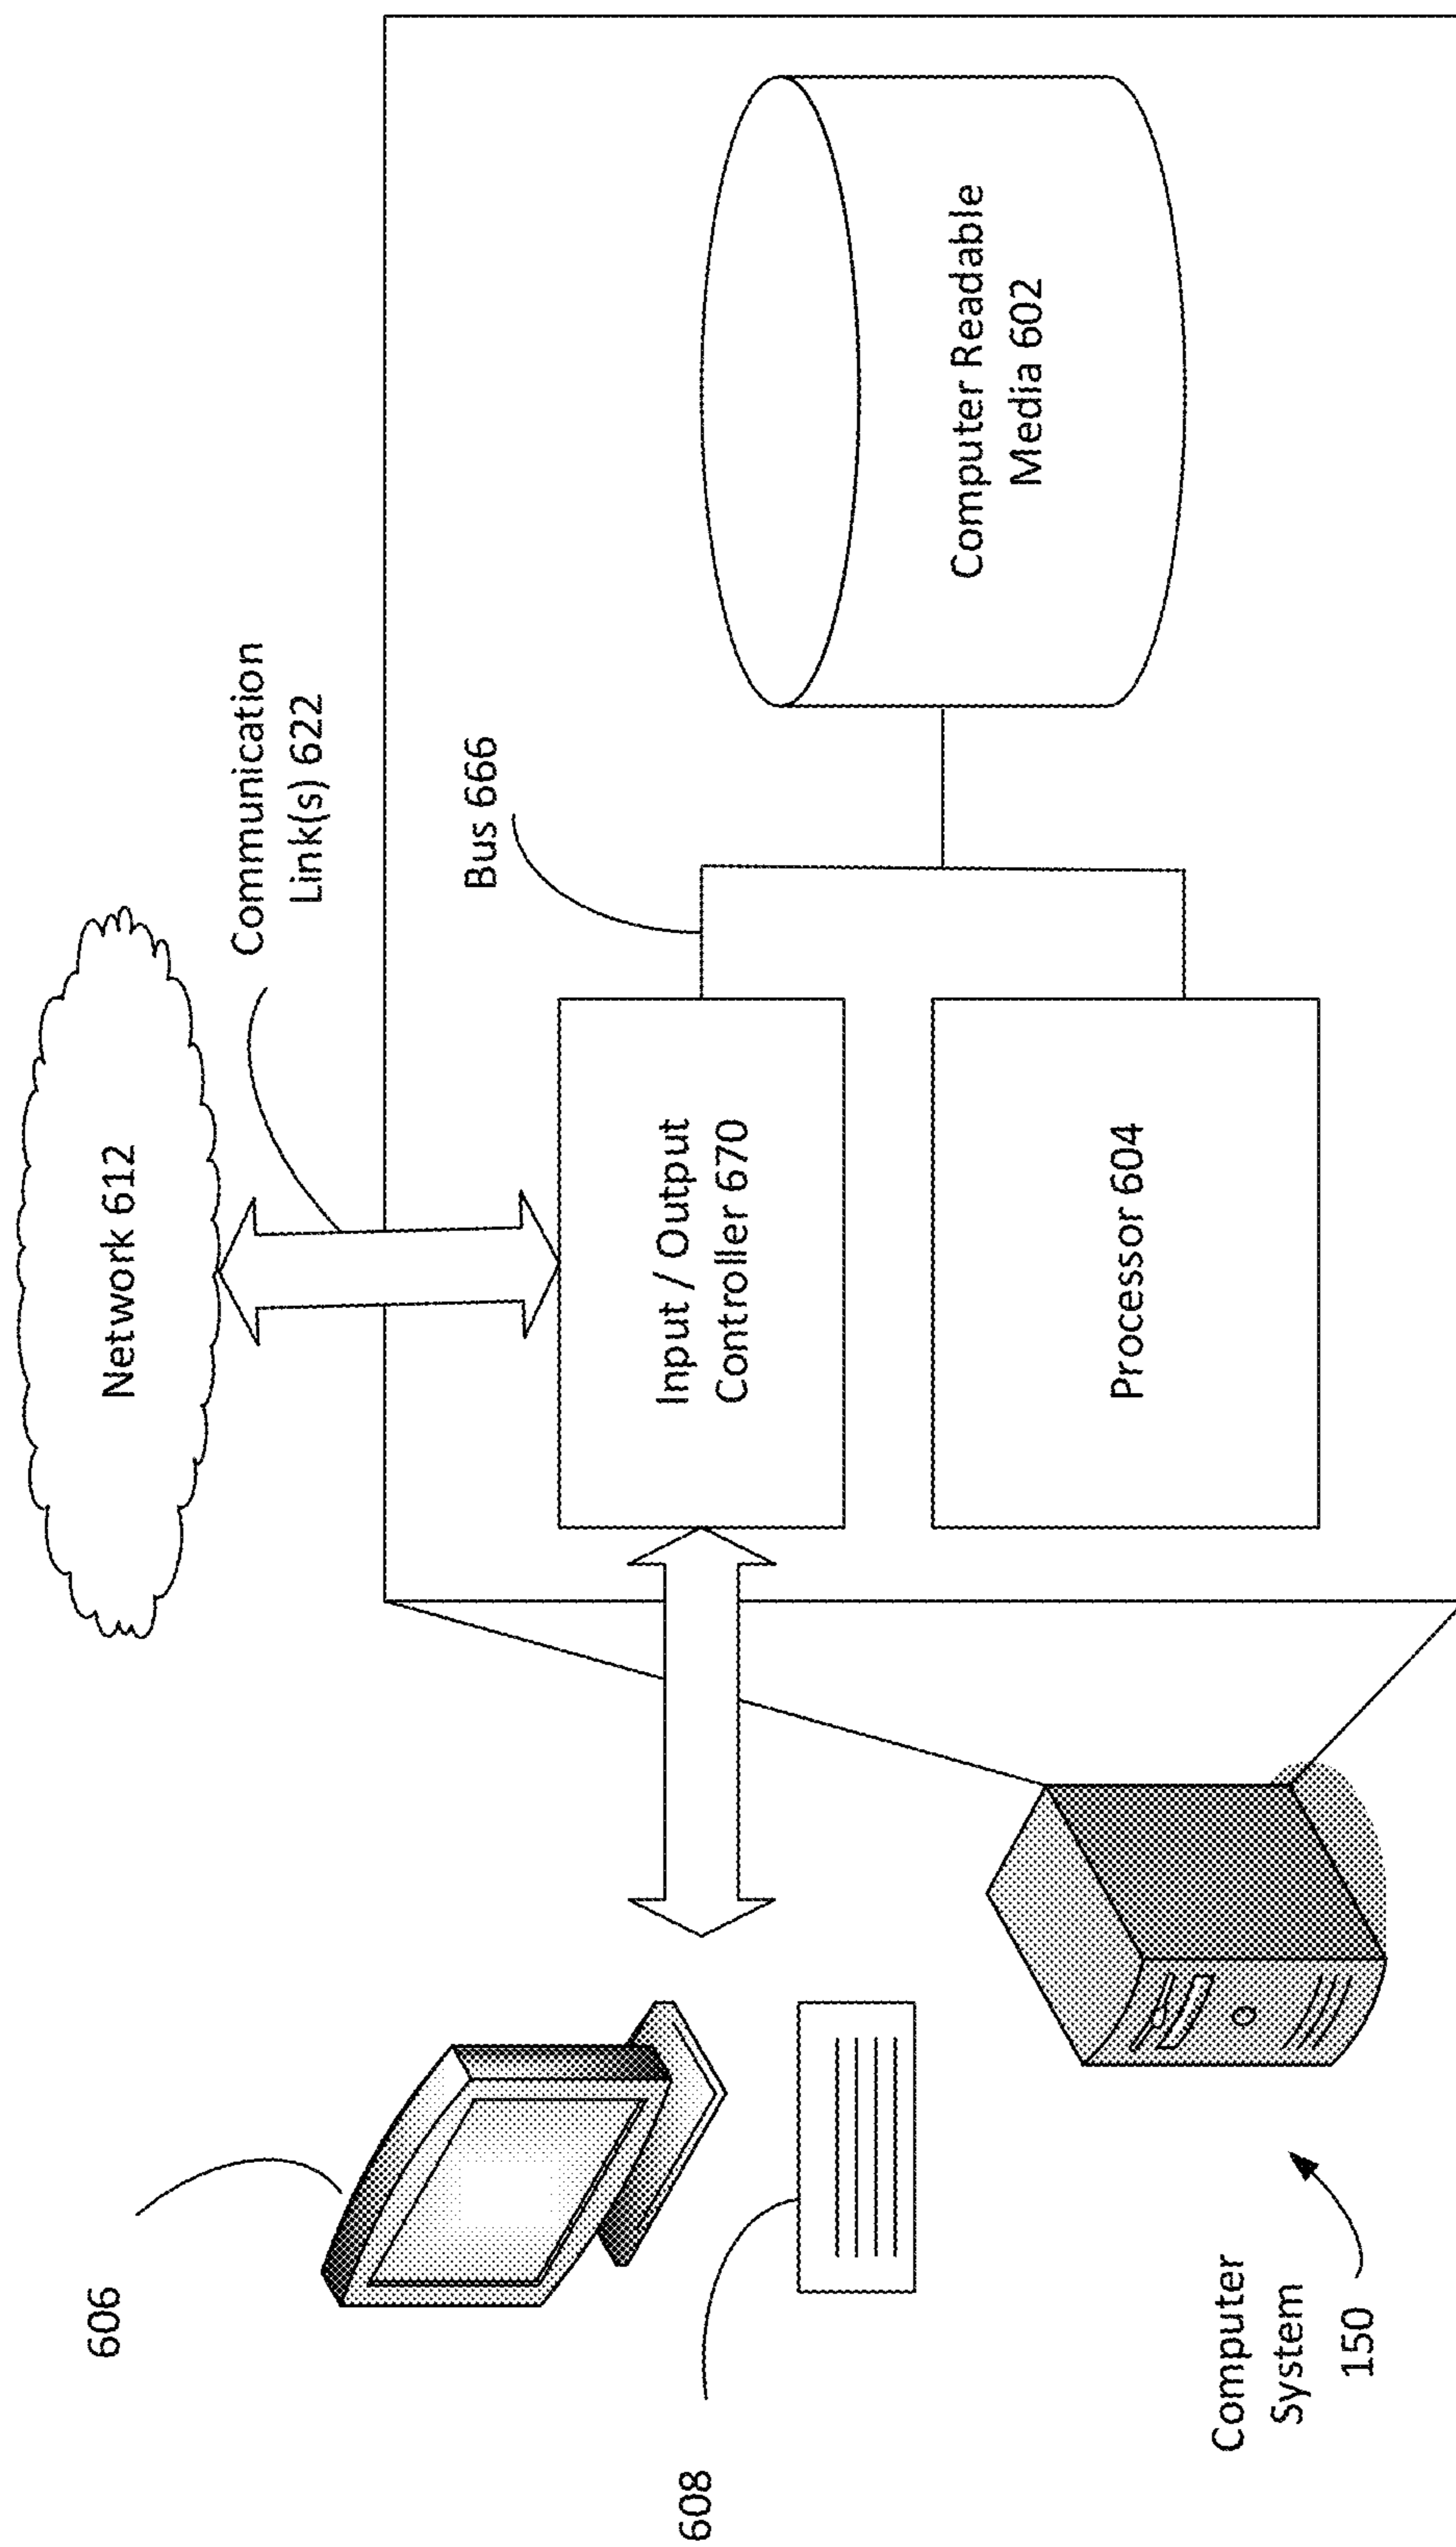 Network 612
Communication
Link(s) 622
606
Bus 666
Input / Output
Controller 670
608
Computer Readable
Media 602
Processor 604
Computer
System
150